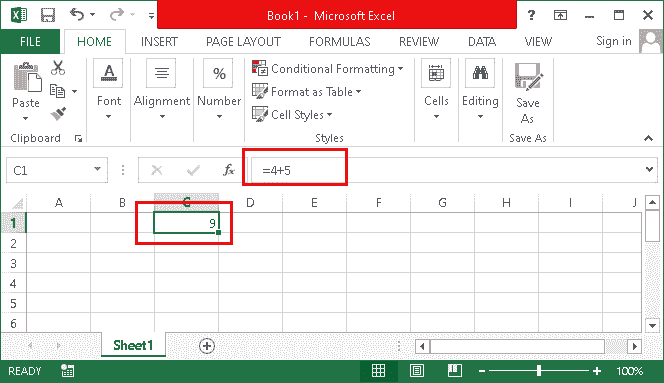 Book1 - Microsoft Excel
FILE HOME INSERT PAGE LAYOUT FORMULAS REVIEW DATA VIEW Sign in
Paste Font Alignment Number Conditional Formatting Format as Table Cell Styles Cells Editing Save As
Clipboard Styles Save As
C1 fx =4+5
A B C D E F G H I J
1 9
2
3
4
5
6
Sheet1
READY 100%